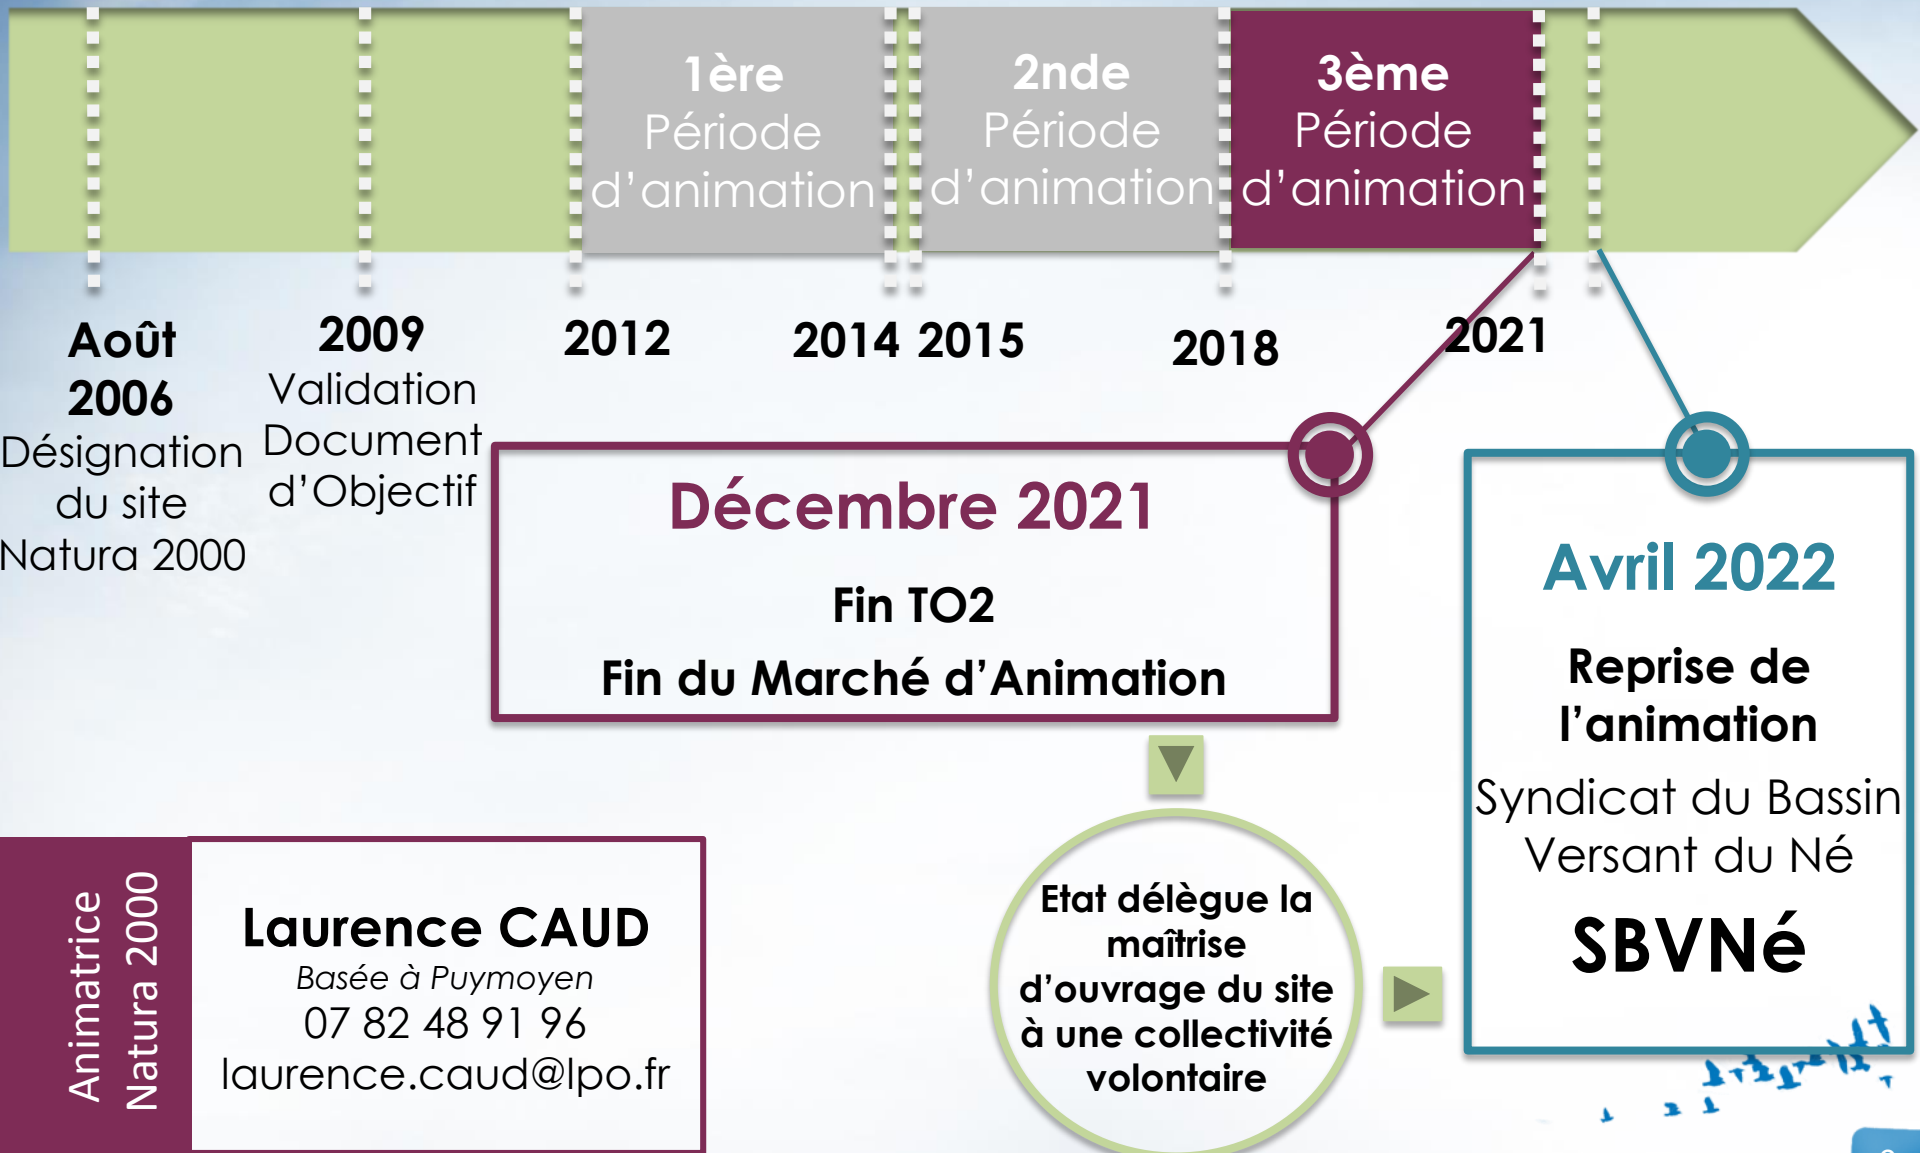 1ère
Période
d'animation
2nde
Période
d'animation
3ème
Période
d'animation
Août
2006
Désignation
du site
Natura 2000
2009
Validation
Document
d'Objectif
2012
2014
2015
2018
2021
Décembre 2021
Fin TO2
Fin du Marché d'Animation
Avril 2022
Reprise de
l'animation
Syndicat du Bassin
Versant du Né
SBVNé
Etat délègue la
maîtrise
d'ouvrage du site
à une collectivité
volontaire
Animatrice
Natura 2000
Laurence CAUD
Basée à Puymoyen
07 82 48 91 96
laurence.caud@lpo.fr